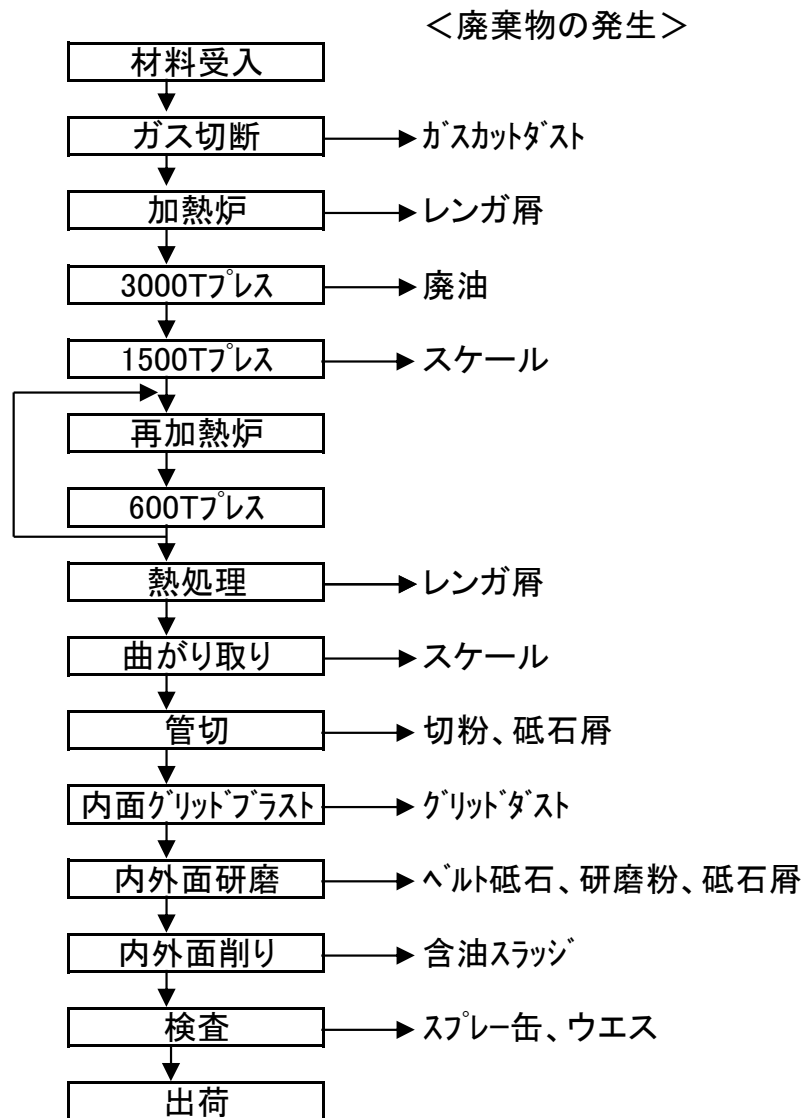 ＜廃棄物の発生＞
材料受入
ガス切断 ｶﾞｽｶｯﾄﾀﾞｽﾄ
加熱炉 レンガ屑
3000Tﾌﾟﾚｽ 廃油
1500Tﾌﾟﾚｽ スケール
再加熱炉
600Tﾌﾟﾚｽ
熱処理 レンガ屑
曲がり取り スケール
管切 切粉、砥石屑
内面ｸﾞﾘｯﾄﾞﾌﾞﾗｽﾄ ｸﾞﾘｯﾄﾞﾀﾞｽﾄ
内外面研磨 ﾍﾞﾙﾄ砥石、研磨粉、砥石屑
内外面削り 含油ｽﾗｯｼﾞ
検査 ｽﾌﾟﾚｰ缶、ウエス
出荷